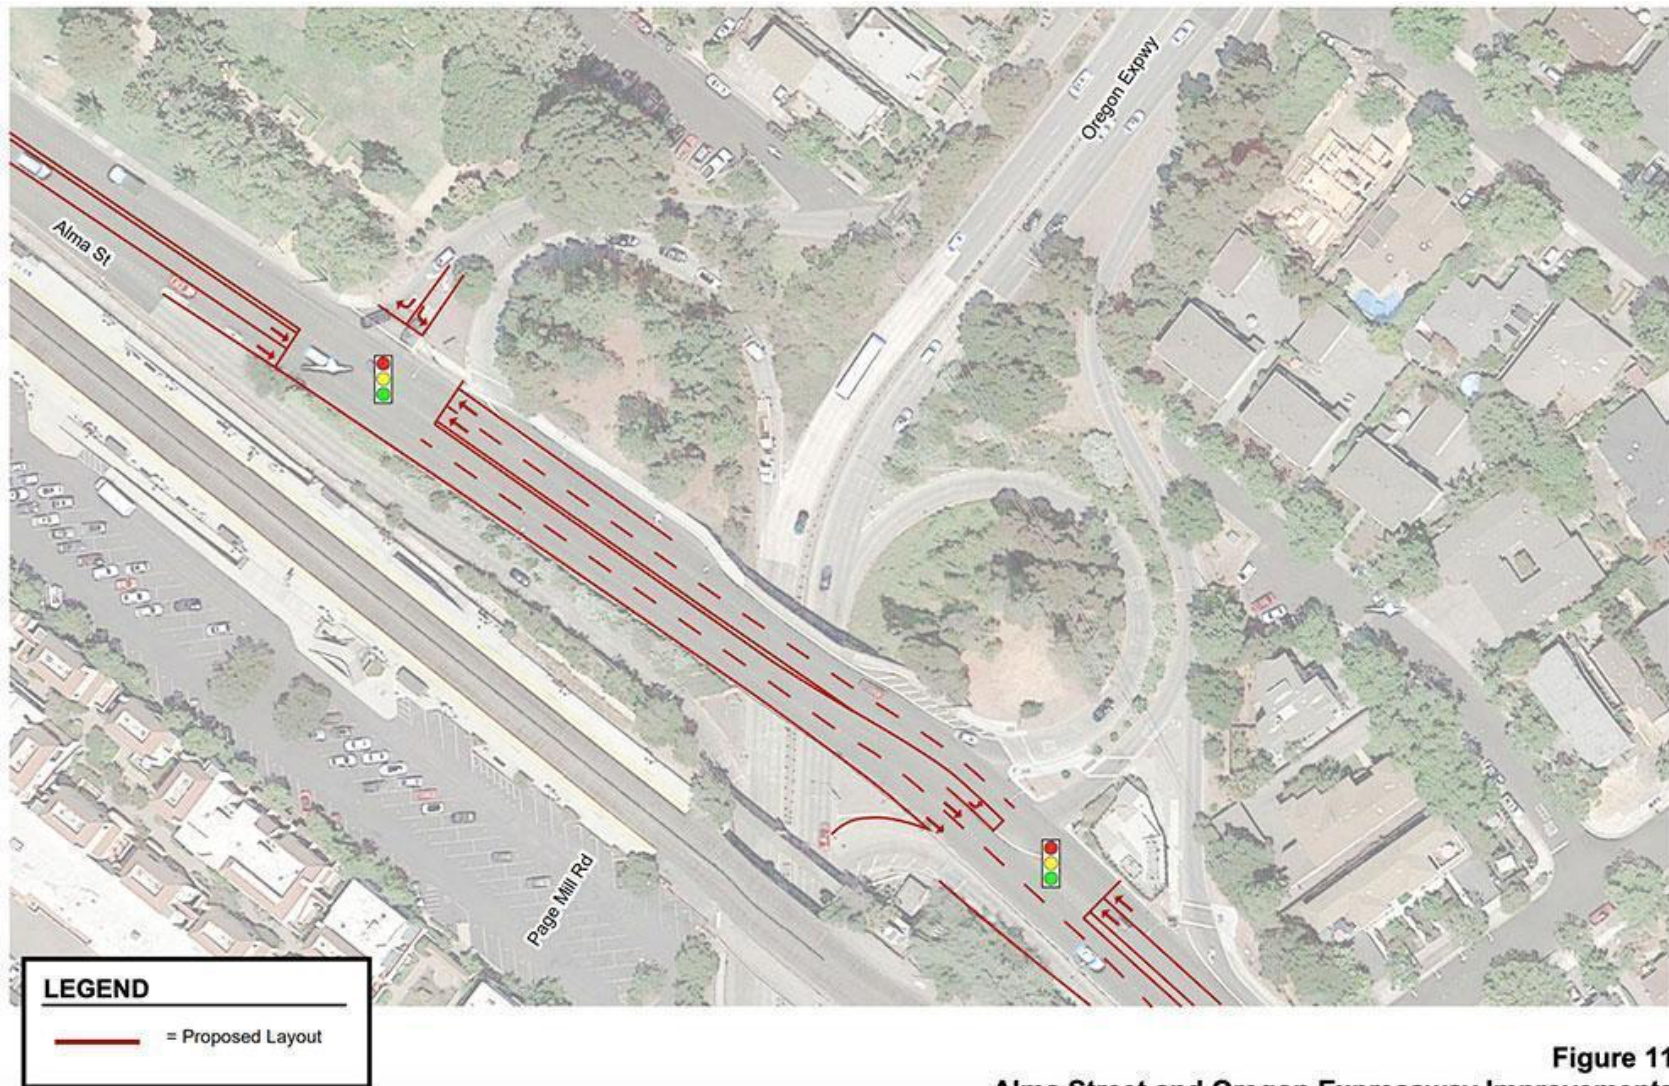 Oregon Expwy
Alma St
Page Mill Rd
LEGEND
= Proposed Layout
Figure 11
Alma Street and Oregon Expressway Improvements